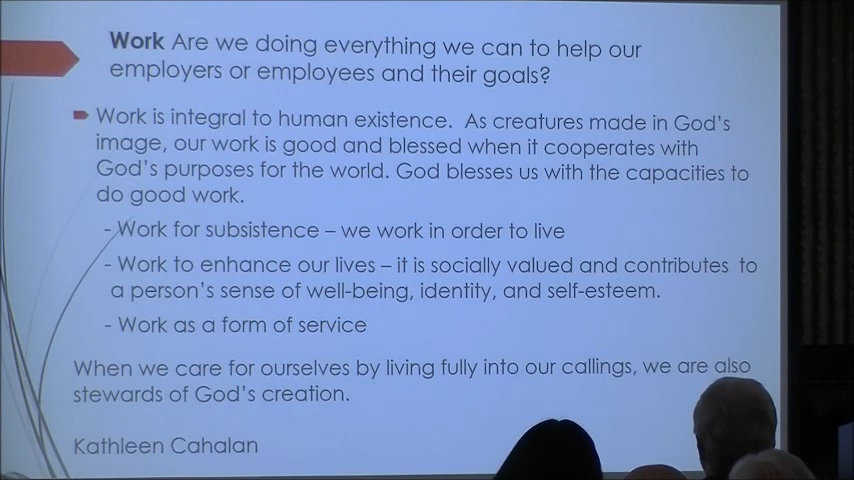 Work Are we doing everything we can to help our
employers or employees and their goals?
Work is integral to human existence.  As creatures made in God's
image, our work is good and blessed when it cooperates with
God's purposes for the world. God blesses us with the capacities to
do good work.
- Work for subsistence – we work in order to live
- Work to enhance our lives – it is socially valued and contributes  to
a person's sense of well-being, identity, and self-esteem.
- Work as a form of service
When we care for ourselves by living fully into our callings, we are also
stewards of God's creation.
Kathleen Cahalan